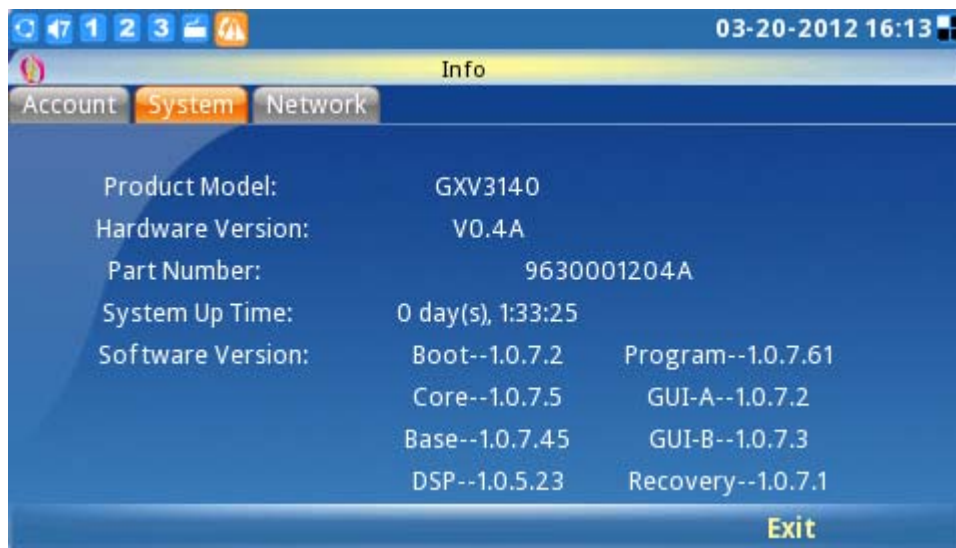 7 1 2 3 03-20-2012 16:13
Info
Account System Network
Product Model: GXV3140
Hardware Version: V0.4A
Part Number: 9630001204A
System Up Time: 0 day(s), 1:33:25
Software Version: Boot--1.0.7.2 Program--1.0.7.61
Core--1.0.7.5 GUI-A--1.0.7.2
Base--1.0.7.45 GUI-B--1.0.7.3
DSP--1.0.5.23 Recovery--1.0.7.1
Exit